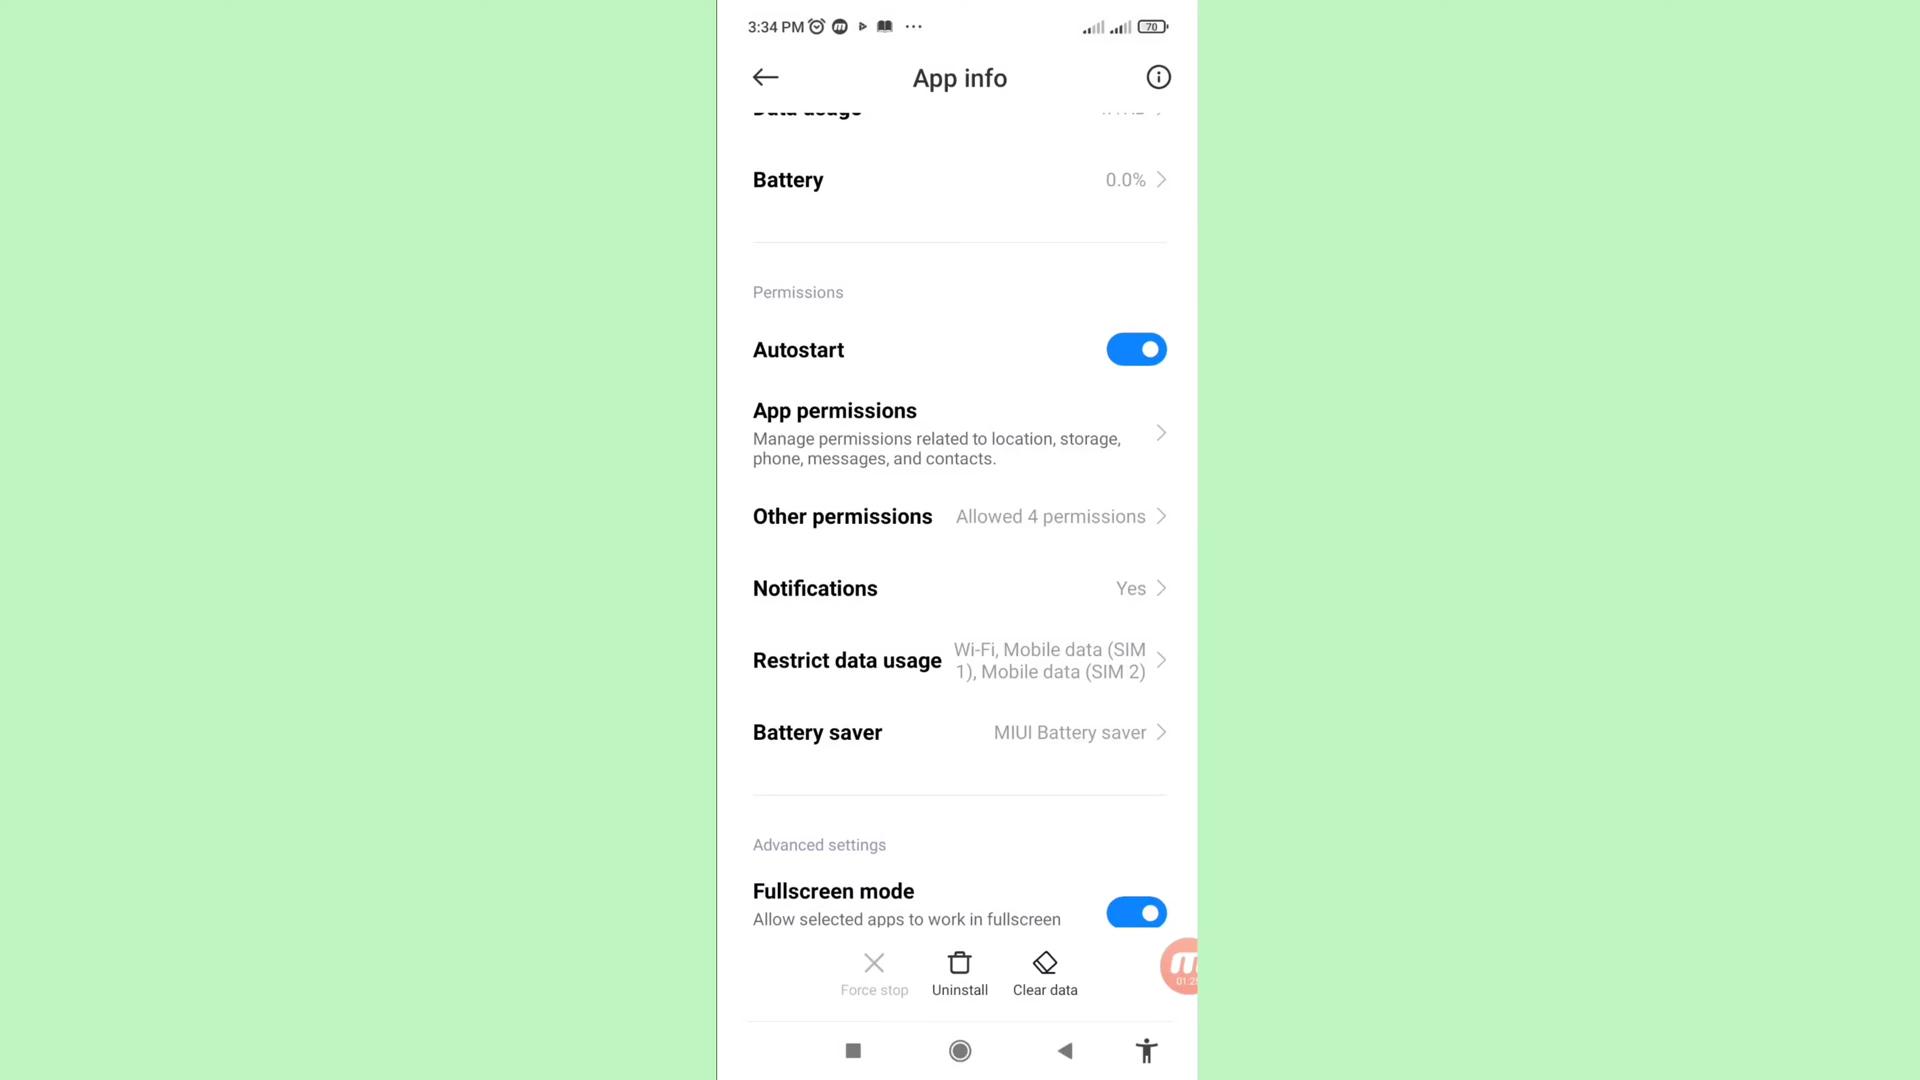 3:34 PM
70
App info
Data usage
Battery 0.0%
Permissions
Autostart
App permissions
Manage permissions related to location, storage,
phone, messages, and contacts.
Other permissions Allowed 4 permissions
Notifications Yes
Restrict data usage Wi-Fi, Mobile data (SIM
1), Mobile data (SIM 2)
Battery saver MIUI Battery saver
Advanced settings
Fullscreen mode
Allow selected apps to work in fullscreen
Force stop Uninstall Clear data